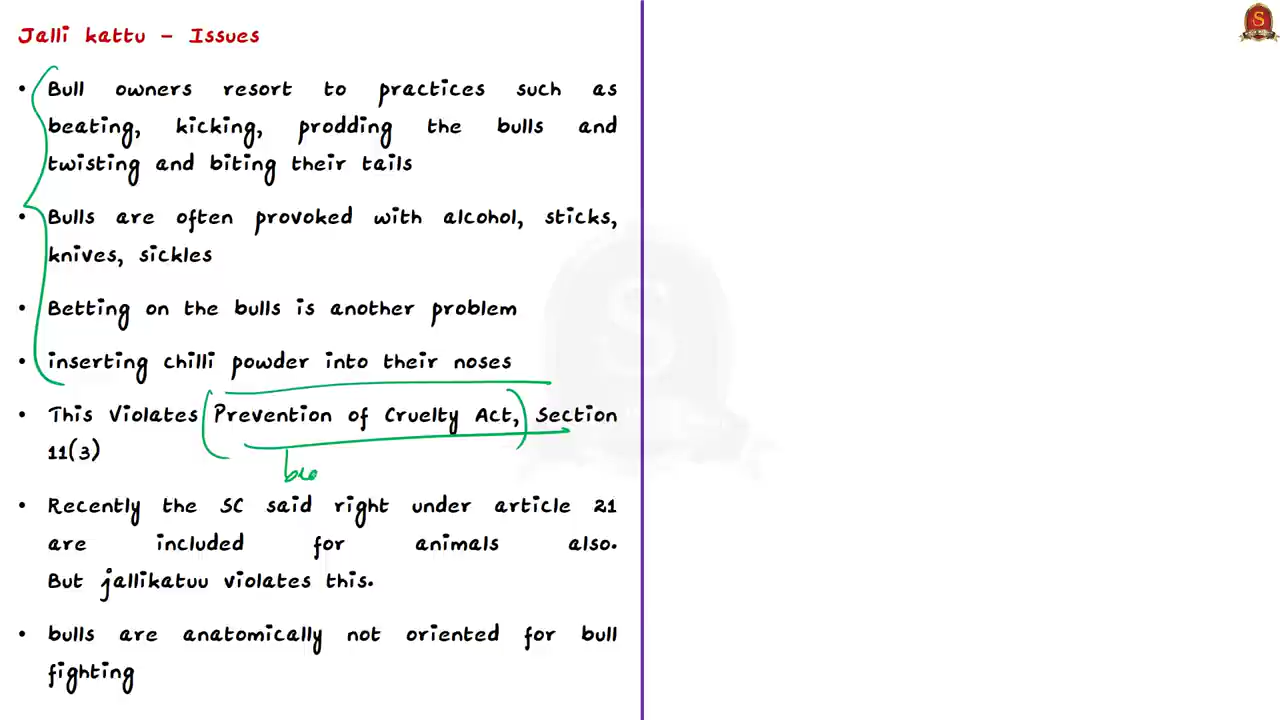 Jalli kattu - Issues
• Bull owners resort to practices such as
beating, kicking, prodding the bulls and
twisting and biting their tails
• Bulls are often provoked with alcohol, sticks,
knives, sickles
• Betting on the bulls is another problem
• inserting chilli powder into their noses
• This Violates Prevention of Cruelty Act, Section
11(3)
• Recently the SC said right under article 21
are included for animals also.
But jallikatuu violates this.
• bulls are anatomically not oriented for bull
fighting